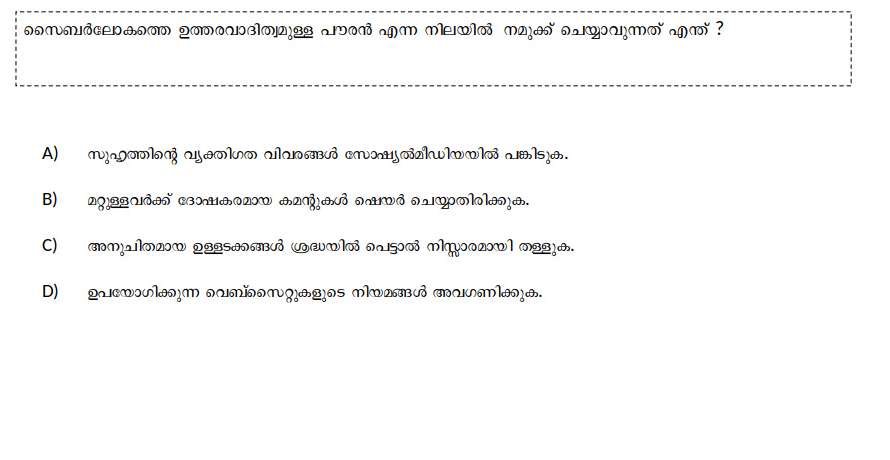 സൈബർലോകത്തെ ഉത്തരവാദിത്വമുള്ള പൗരൻ എന്ന നിലയിൽ നമുക്ക് ചെയ്യാവുന്നത് എന്ത് ?
A) സുഹൃത്തിന്റെ വ്യക്തിഗത വിവരങ്ങൾ സോഷ്യൽമീഡിയയിൽ പങ്കിടുക.
B) മറ്റുള്ളവർക്ക് ദോഷകരമായ കമന്റുകൾ ഷെയർ ചെയ്യാതിരിക്കുക.
C) അനുചിതമായ ഉള്ളടക്കങ്ങൾ ശ്രദ്ധയിൽ പെട്ടാൽ നിസ്സാരമായി തള്ളുക.
D) ഉപയോഗിക്കുന്ന വെബ്സൈറ്റുകളുടെ നിയമങ്ങൾ അവഗണിക്കുക.